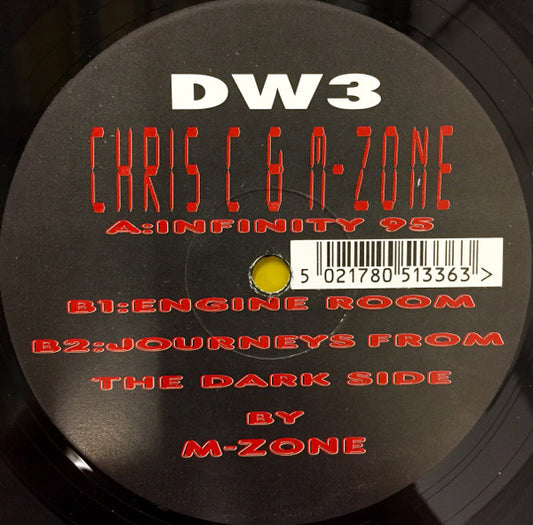 DW3
CHRIS C & M-ZONE
A:INFINITY 95
5 021780 513363 >
B1:ENGINE ROOM
B2:JOURNEYS FROM
THE DARK SIDE
BY
M-ZONE